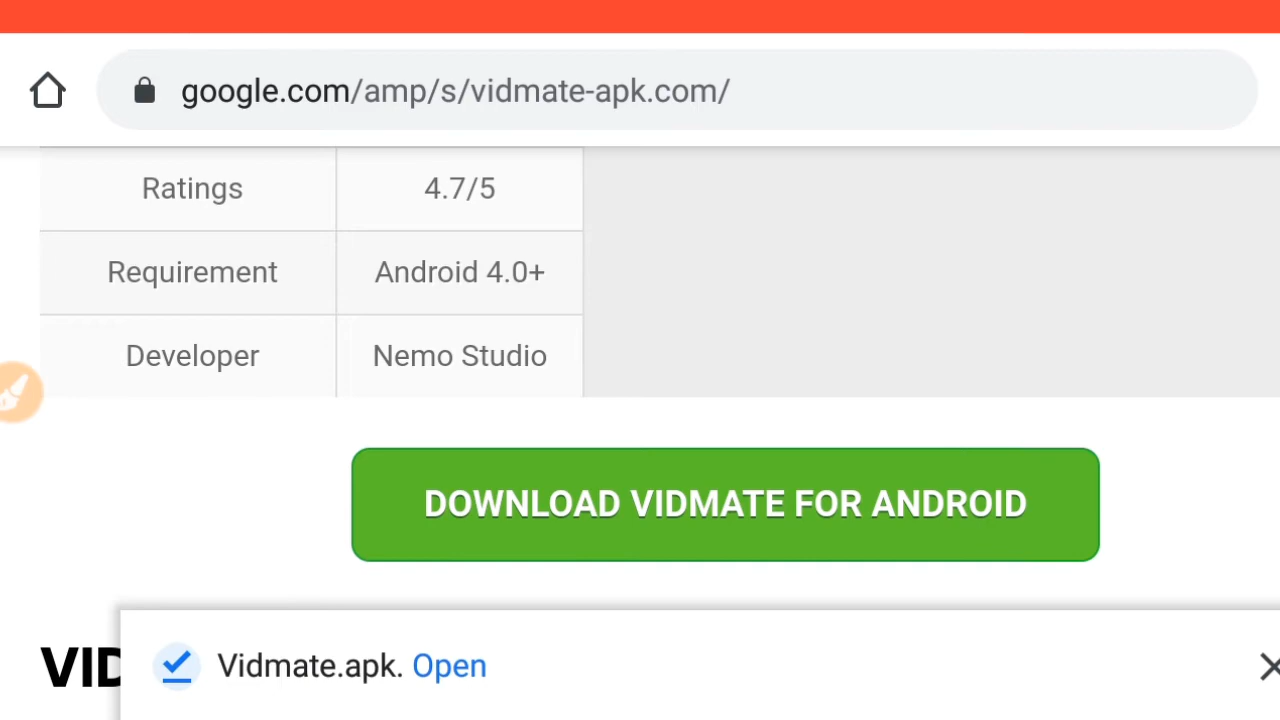 google.com/amp/s/vidmate-apk.com/
Ratings 4.7/5
Requirement Android 4.0+
Developer Nemo Studio
DOWNLOAD VIDMATE FOR ANDROID
VID
Vidmate.apk. Open